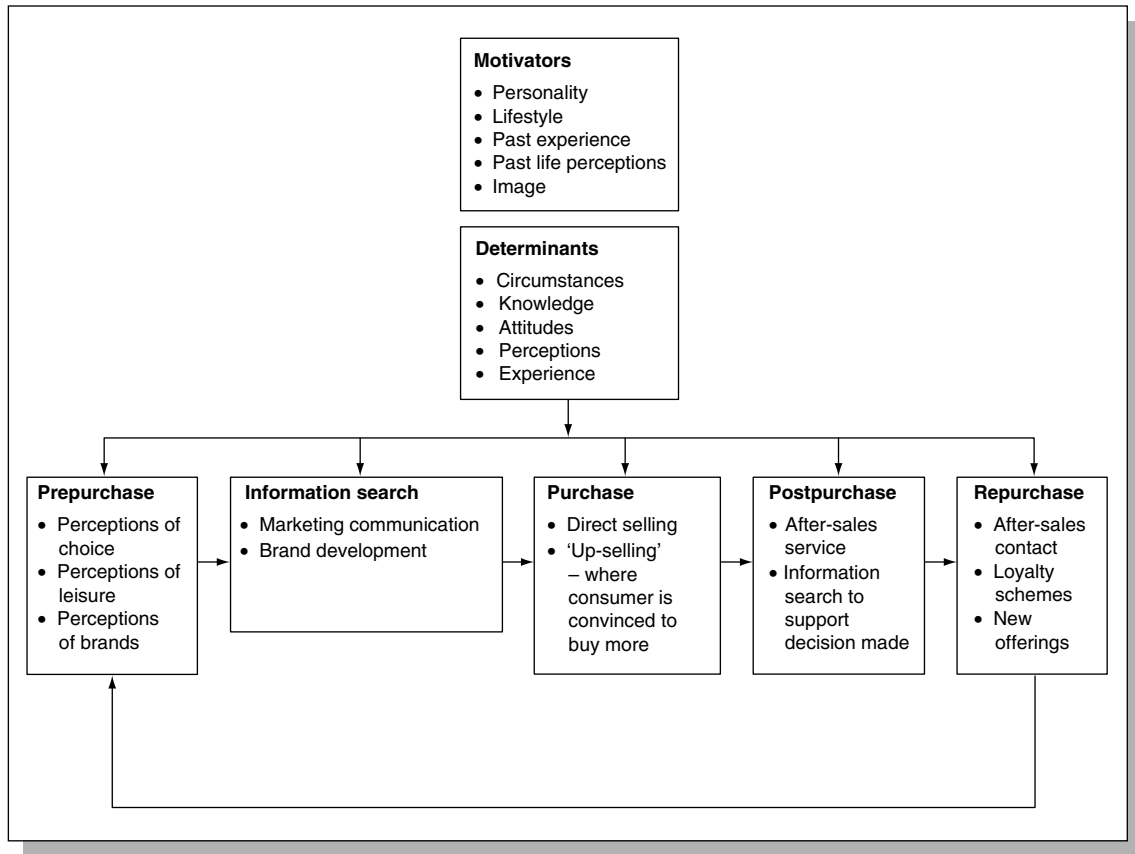 Motivators
• Personality
• Lifestyle
• Past experience
• Past life perceptions
• Image
Determinants
• Circumstances
• Knowledge
• Attitudes
• Perceptions
• Experience
Prepurchase
• Perceptions of
choice
• Perceptions of
leisure
• Perceptions
of brands
Information search
• Marketing communication
• Brand development
Purchase
• Direct selling
• ‘Up-selling’
– where
consumer is
convinced to
buy more
Postpurchase
• After-sales
service
• Information
search to
support
decision made
Repurchase
• After-sales
contact
• Loyalty
schemes
• New
offerings